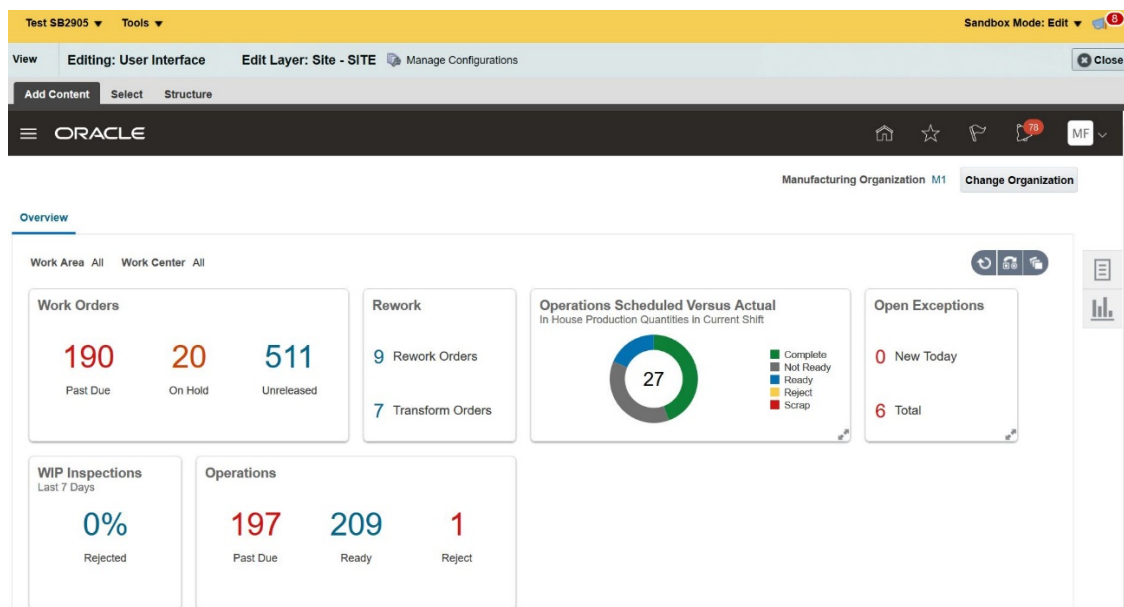 Test SB2905 Tools Sandbox Mode: Edit 8
View Editing: User Interface Edit Layer: Site - SITE Manage Configurations Close
Add Content Select Structure
ORACLE 78 MF
Manufacturing Organization M1 Change Organization
Overview
Work Area All Work Center All
Work Orders
190 20 511
Past Due On Hold Unreleased
Rework
9 Rework Orders
7 Transform Orders
Operations Scheduled Versus Actual
In House Production Quantities In Current Shift
27
Complete
Not Ready
Ready
Reject
Scrap
Open Exceptions
0 New Today
6 Total
WIP Inspections
Last 7 Days
0%
Rejected
Operations
197 209 1
Past Due Ready Reject